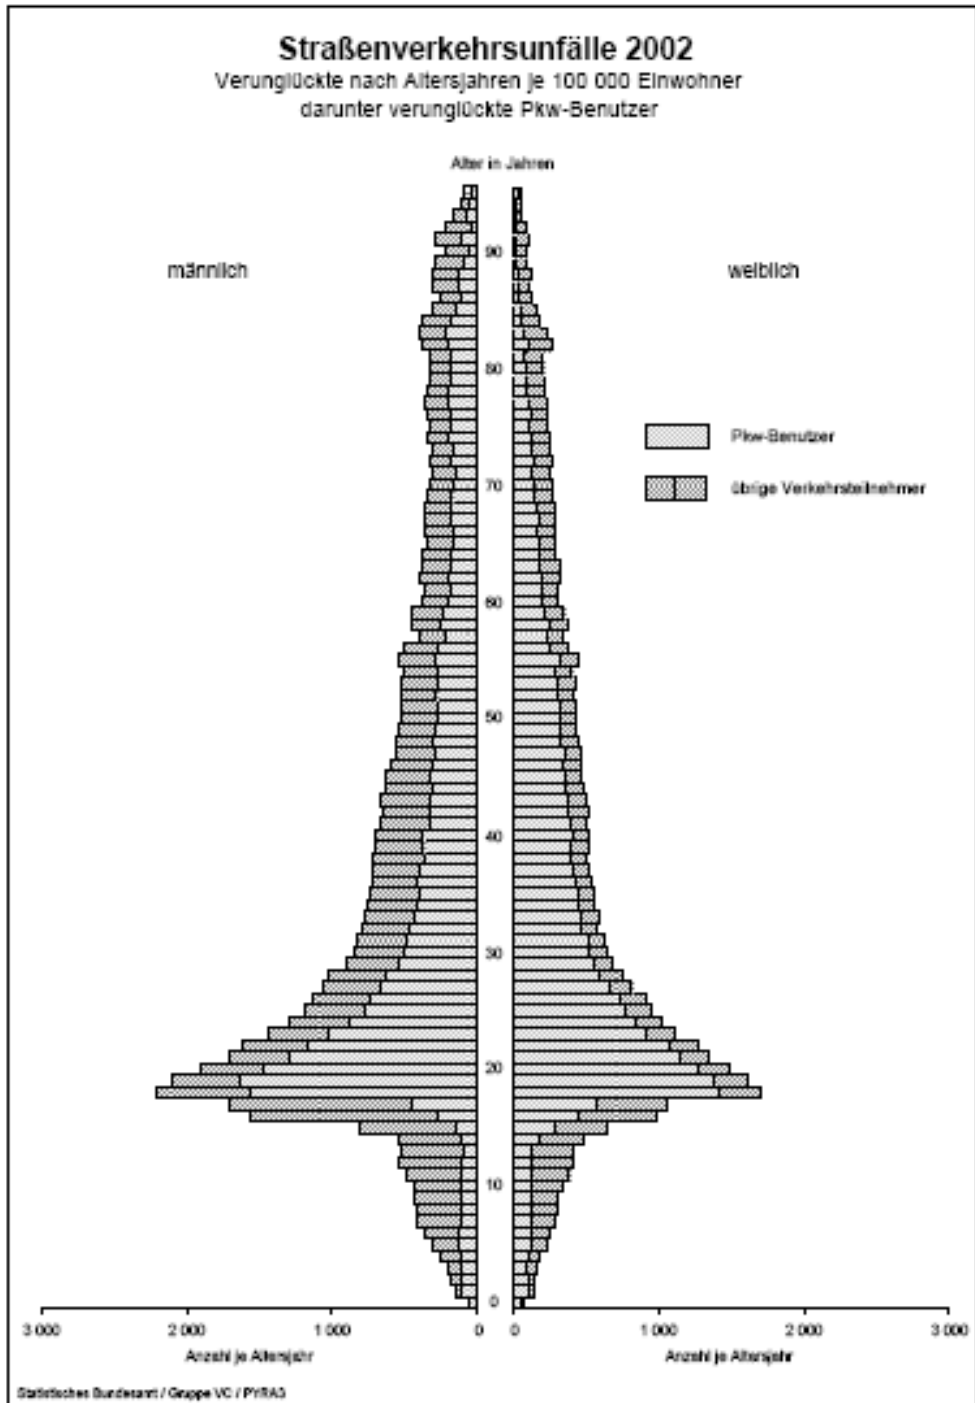 Straßenverkehrsunfälle 2002
Verunglückte nach Altersjahren je 100 000 Einwohner
darunter verunglückte Pkw-Benutzer
Alter in Jahren
männlich
weiblich
90
80
Pkw-Benutzer
übrige Verkehrsteilnehmer
70
60
50
40
30
20
10
0
3 000 2 000 1 000 0 0 1 000 2 000 3 000
Anzahl je Altersjahr Anzahl je Altersjahr
Statistisches Bundesamt / Gruppe VC / PYRA3